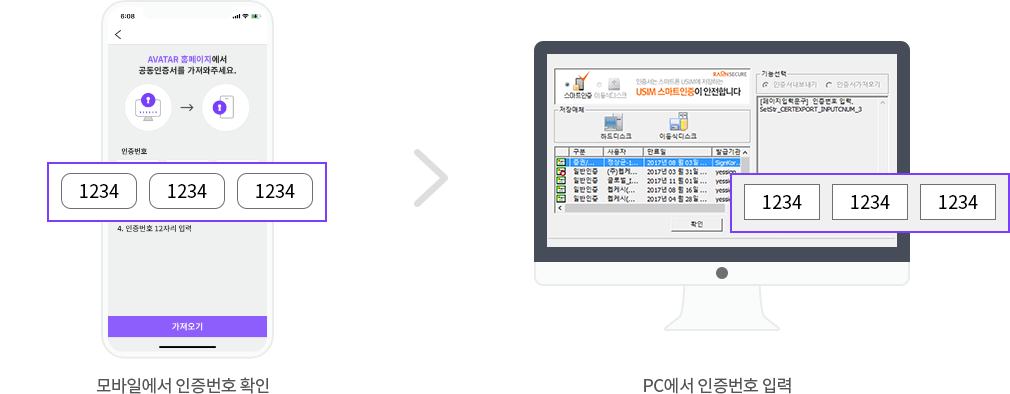 6:08
AVATAR 홈페이지에서
공동인증서를 가져와주세요.
인증번호
1234 1234 1234
4. 인증번호 12자리 입력
가져오기
모바일에서 인증번호 확인
RAONSECURE
스마트인증 이동식디스크
인증서는 스마트폰 USIM에 저장하는
USIM 스마트인증이 안전합니다
기능선택
인증서내보내기 인증서가져오기
[페이지입력문구] 인증번호 입력,
SetStr_CERTEXPORT_INPUTCNUM_3
저장매체
하드디스크 이동식디스크
구분 사용자 만료일 발급기관
증권/... 정상균-1... 2017년 08 월 03일 ... SignKor...
일반인증 (주)웹케... 2017년 03 월 31일 ... yessign
일반인증 글로벌_I... 2017년 11 월 01일 ... yessign
일반인증 웹케시(... 2017년 08 월 16일 ... yessign
일반인증 웹케시(... 2017년 04 월 28일 ... yessign
확인
1234 1234 1234
PC에서 인증번호 입력